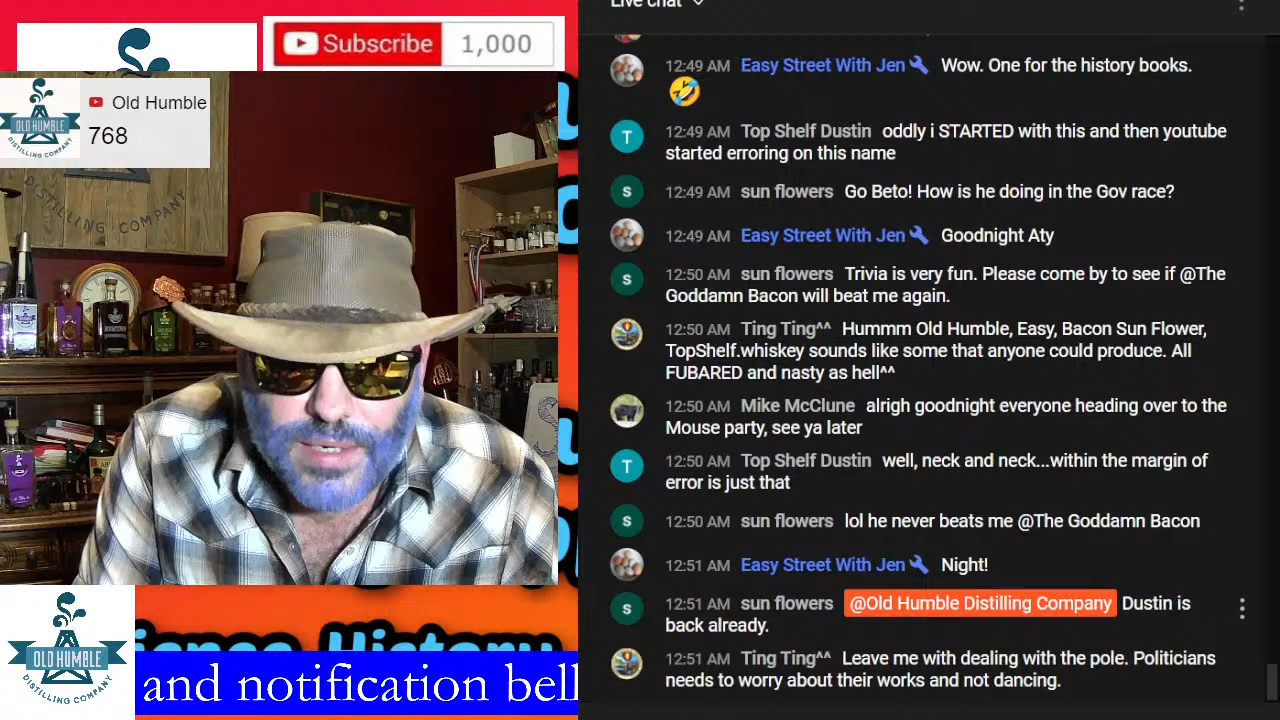 Subscribe 1,000
Old Humble
768
OLD HUMBLE
DISTILLING COMPANY
DISTILLING COMPANY
OLD HUMBLE
DISTILLING COMPANY
and notification bell
Live chat
12:49 AM Easy Street With Jen Wow. One for the history books.
🤣
T 12:49 AM Top Shelf Dustin oddly i STARTED with this and then youtube
started erroring on this name
S 12:49 AM sun flowers Go Beto! How is he doing in the Gov race?
12:49 AM Easy Street With Jen Goodnight Aty
S 12:50 AM sun flowers Trivia is very fun. Please come by to see if @The
Goddamn Bacon will beat me again.
12:50 AM Ting Ting^^ Hummm Old Humble, Easy, Bacon Sun Flower,
TopShelf.whiskey sounds like some that anyone could produce. All
FUBARED and nasty as hell^^
12:50 AM Mike McClune alrigh goodnight everyone heading over to the
Mouse party, see ya later
T 12:50 AM Top Shelf Dustin well, neck and neck...within the margin of
error is just that
S 12:50 AM sun flowers lol he never beats me @The Goddamn Bacon
12:51 AM Easy Street With Jen Night!
S 12:51 AM sun flowers @Old Humble Distilling Company Dustin is
back already.
12:51 AM Ting Ting^^ Leave me with dealing with the pole. Politicians
needs to worry about their works and not dancing.